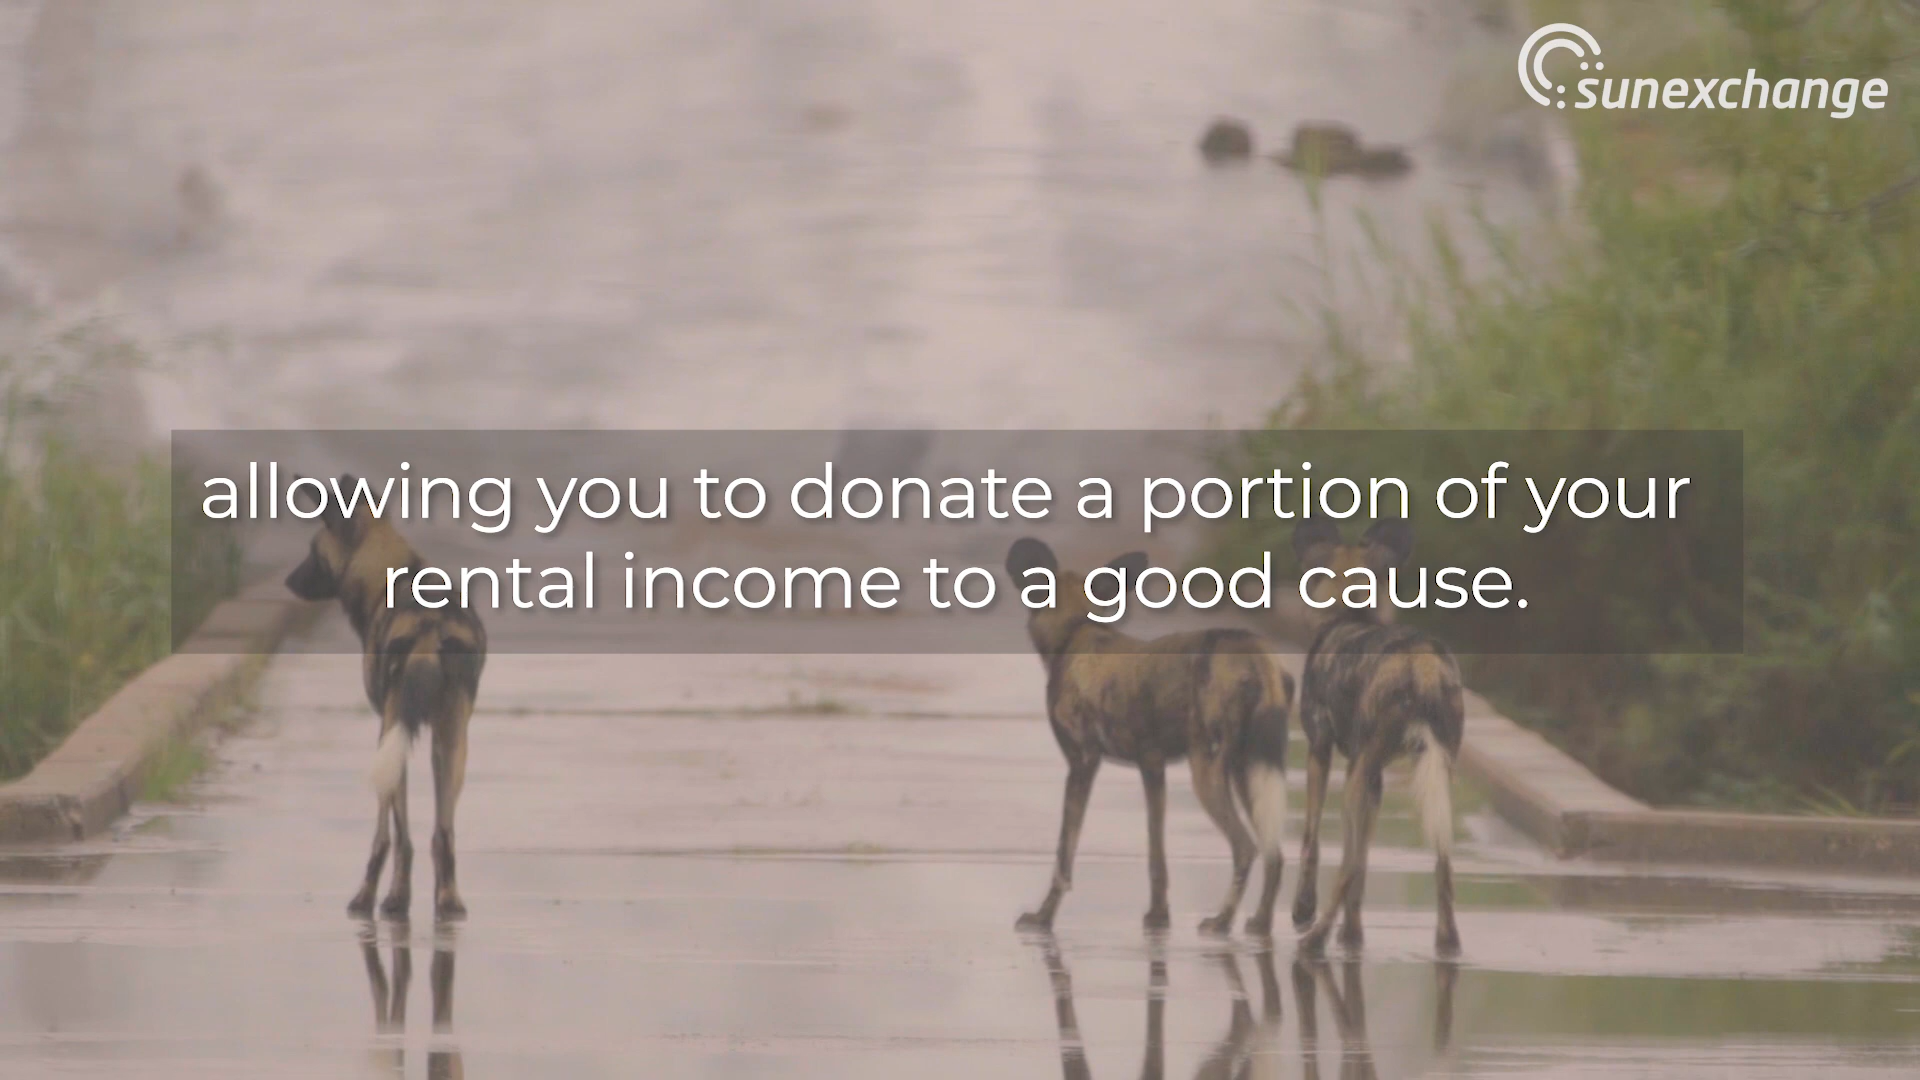 sunexchange
allowing you to donate a portion of your
rental income to a good cause.